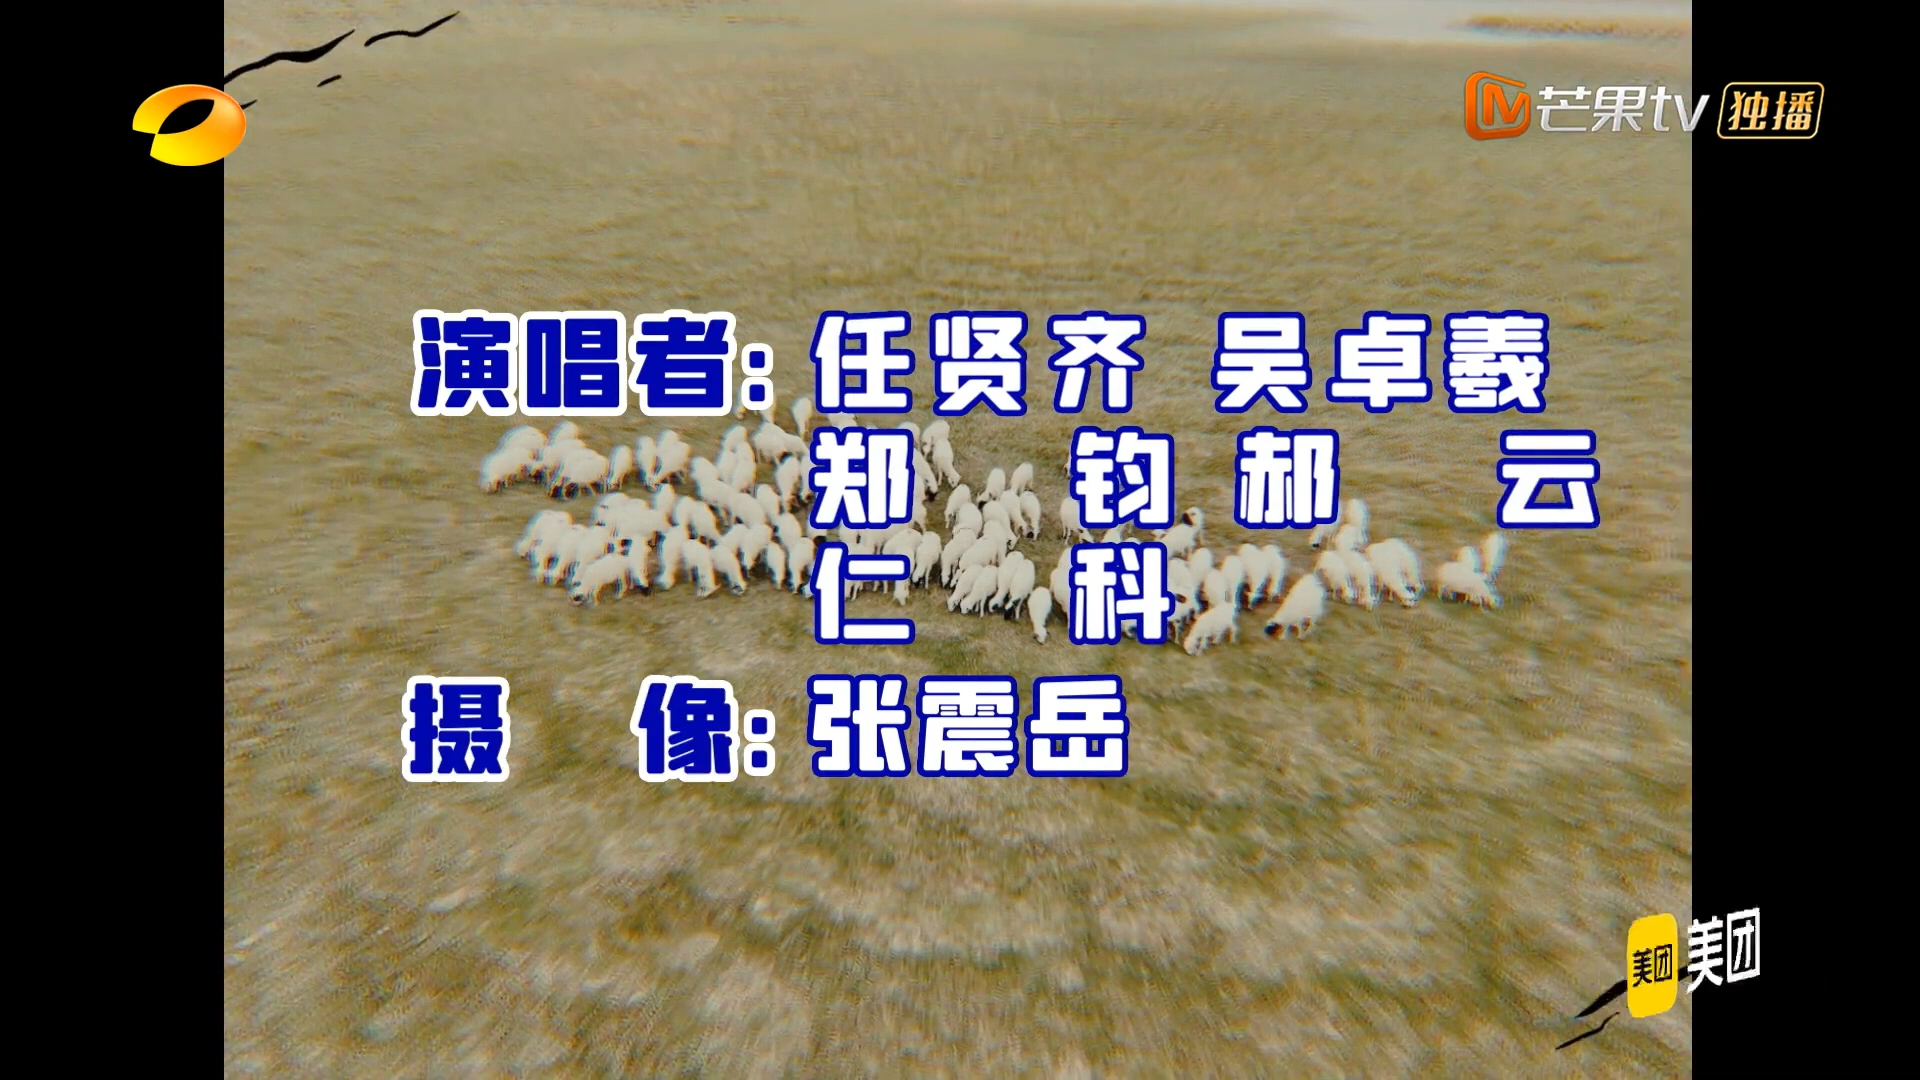 芒果tv 独播
演唱者: 任贤齐 吴卓羲
郑 钧 郝 云
仁 科
摄 像: 张震岳
美团 美团